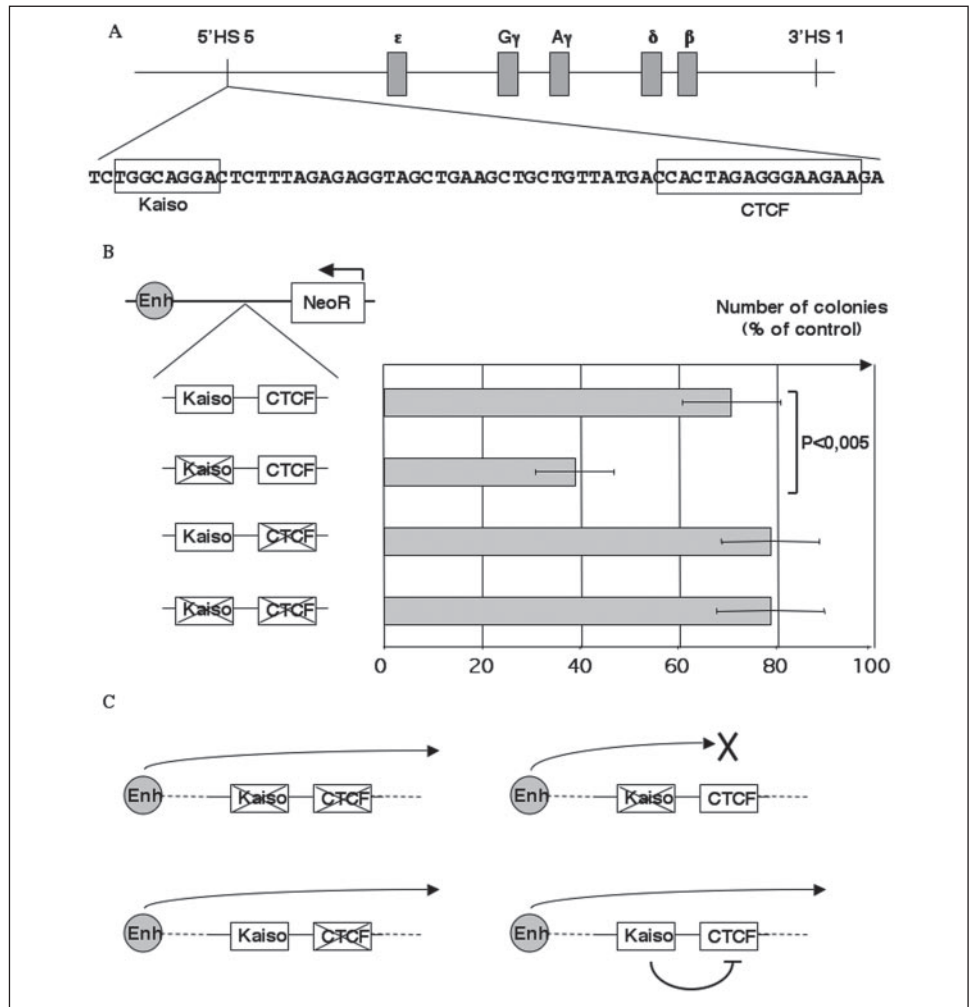 A
5'HS 5 ε Gγ Aγ δ β 3'HS 1
TCTGGCAGGACTCTTTAGAGAGGTAGCTGAAGCTGCTGTTATGACCACTAGAGGGAAGAAGA
Kaiso CTCF
B
Enh NeoR
Number of colonies
(% of control)
Kaiso CTCF
P<0,005
Kaiso CTCF
Kaiso CTCF
Kaiso CTCF
0 20 40 60 80 100
C
Enh Kaiso CTCF Enh Kaiso CTCF
Enh Kaiso CTCF Enh Kaiso CTCF